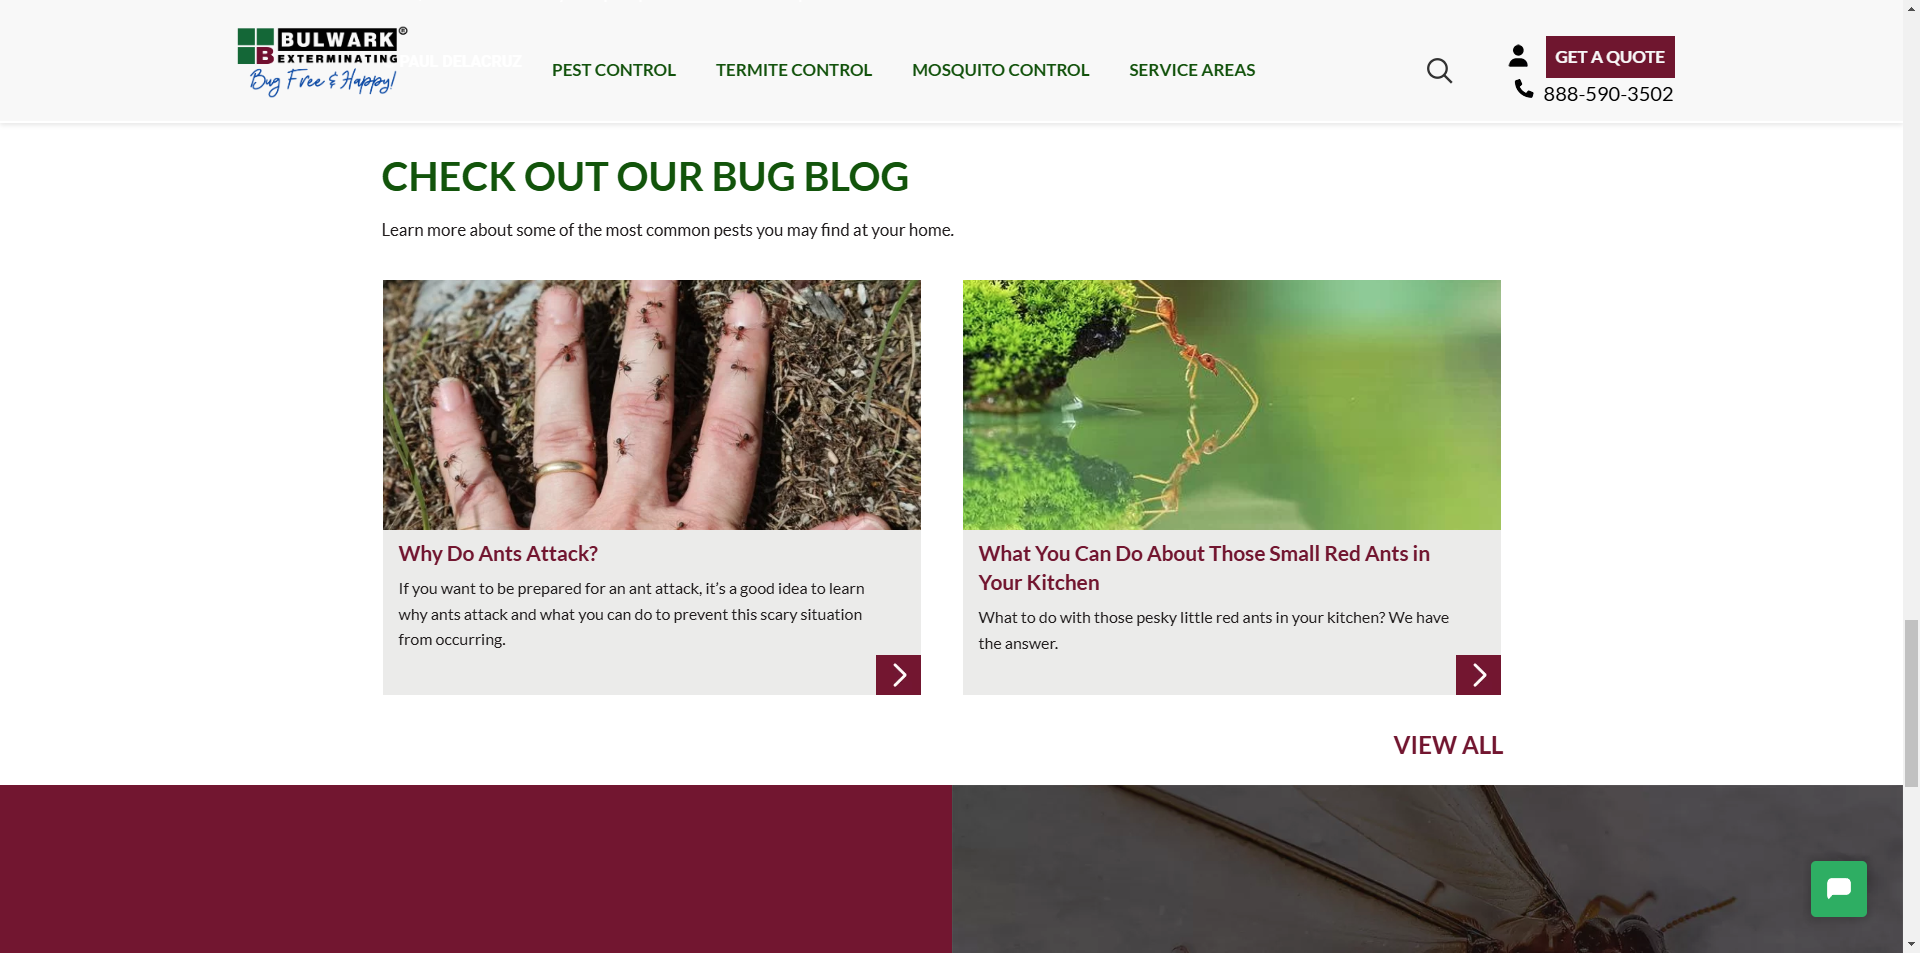 BULWARK®
EXTERMINATING
Bug Free & Happy!
PAUL DELACRUZ
PEST CONTROL
TERMITE CONTROL
MOSQUITO CONTROL
SERVICE AREAS
GET A QUOTE
888-590-3502
CHECK OUT OUR BUG BLOG
Learn more about some of the most common pests you may find at your home.
Why Do Ants Attack?
If you want to be prepared for an ant attack, it’s a good idea to learn
why ants attack and what you can do to prevent this scary situation
from occurring.
What You Can Do About Those Small Red Ants in
Your Kitchen
What to do with those pesky little red ants in your kitchen? We have
the answer.
VIEW ALL